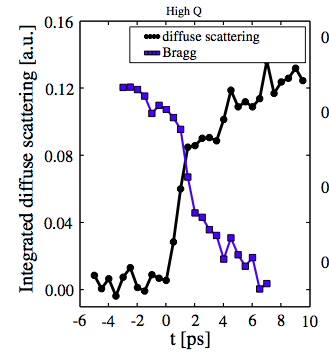 High Q
diffuse scattering
Bragg
Integrated diffuse scattering [a.u.]
0.16
0.12
0.08
0.04
0.00
0
0
0
0
-6 -4 -2 0 2 4 6 8 10
t [ps]